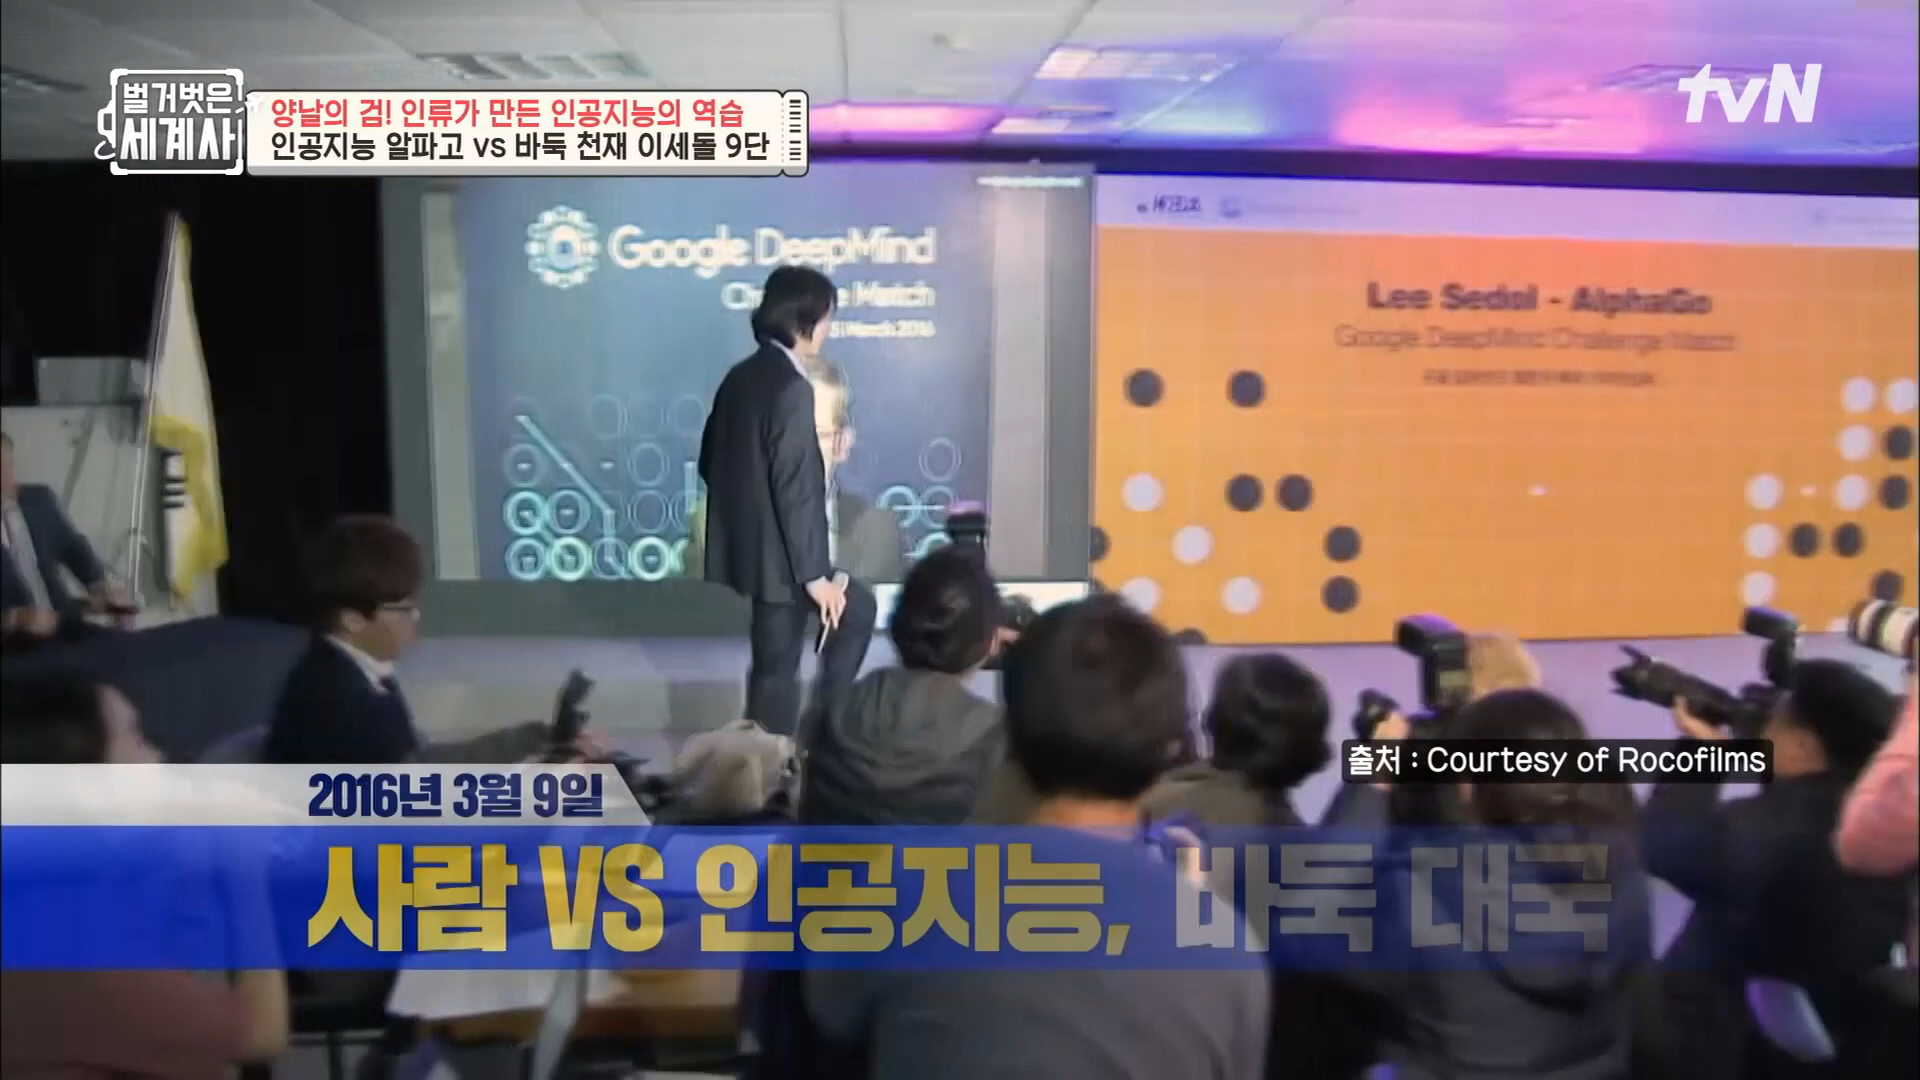 벌거벗은
세계사
양날의 검! 인류가 만든 인공지능의 역습
인공지능 알파고 vs 바둑 천재 이세돌 9단
tvN
Google DeepMind
Match
March 2016
Lee Sedol - AlphaGo
Google DeepMind Challenge Match
출처 : Courtesy of Rocofilms
2016년 3월 9일
사람 VS 인공지능, 바둑 대국